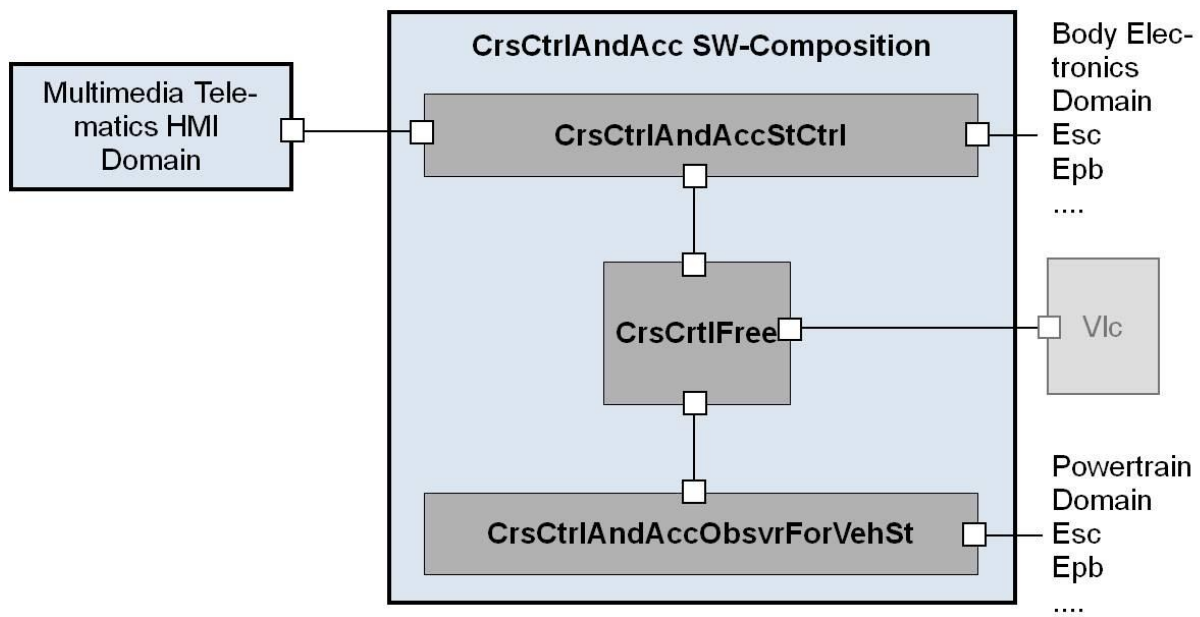 CrsCtrlAndAcc SW-Composition
Multimedia Tele-
matics HMI
Domain
CrsCtrlAndAccStCtrl
Body Elec-
tronics
Domain
Esc
Epb
....
CrsCrtlFree
Vlc
CrsCtrlAndAccObsvrForVehSt
Powertrain
Domain
Esc
Epb
....